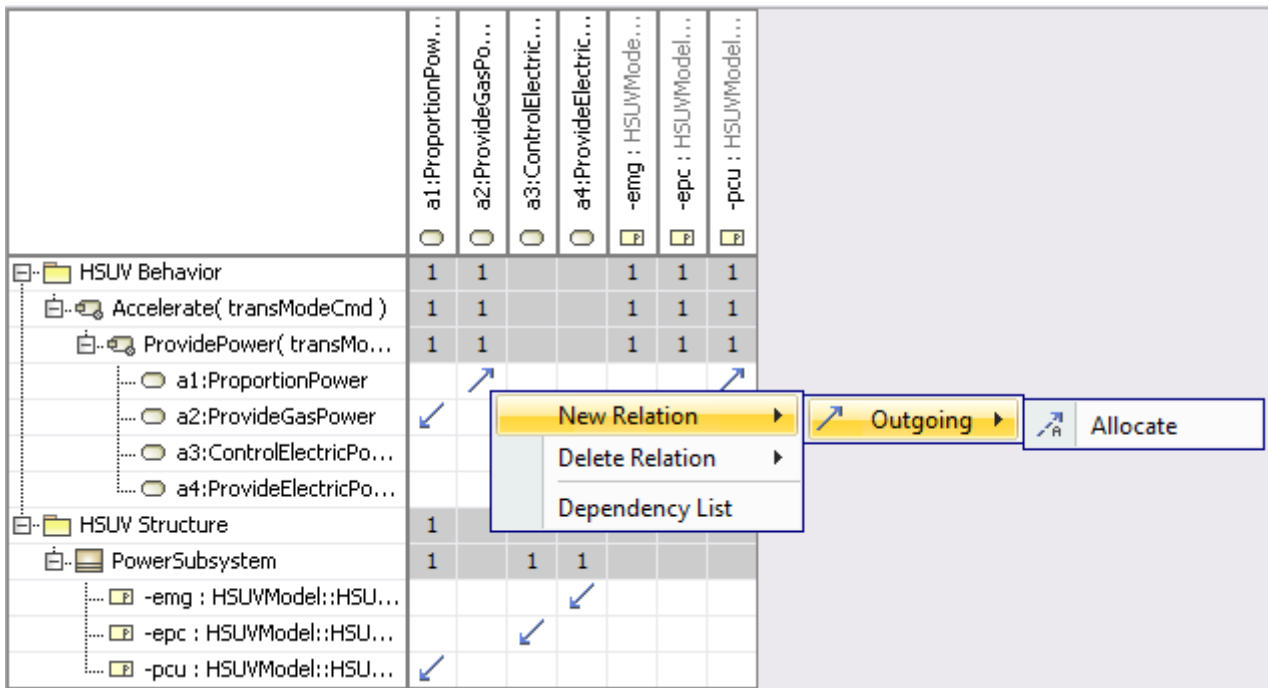 a1:ProportionPow...
a2:ProvideGasPo...
a3:ControlElectric...
a4:ProvideElectric...
-emg : HSUVMode...
-epc : HSUVModel...
-pcu : HSUVModel...
HSUV Behavior 1 1 1 1 1
Accelerate( transModeCmd ) 1 1 1 1 1
ProvidePower( transMo... 1 1 1 1 1
a1:ProportionPower
a2:ProvideGasPower
a3:ControlElectricPo...
a4:ProvideElectricPo...
New Relation
Outgoing
Allocate
Delete Relation
Dependency List
HSUV Structure 1
PowerSubsystem 1 1 1
-emg : HSUVModel::HSU...
-epc : HSUVModel::HSU...
-pcu : HSUVModel::HSU...